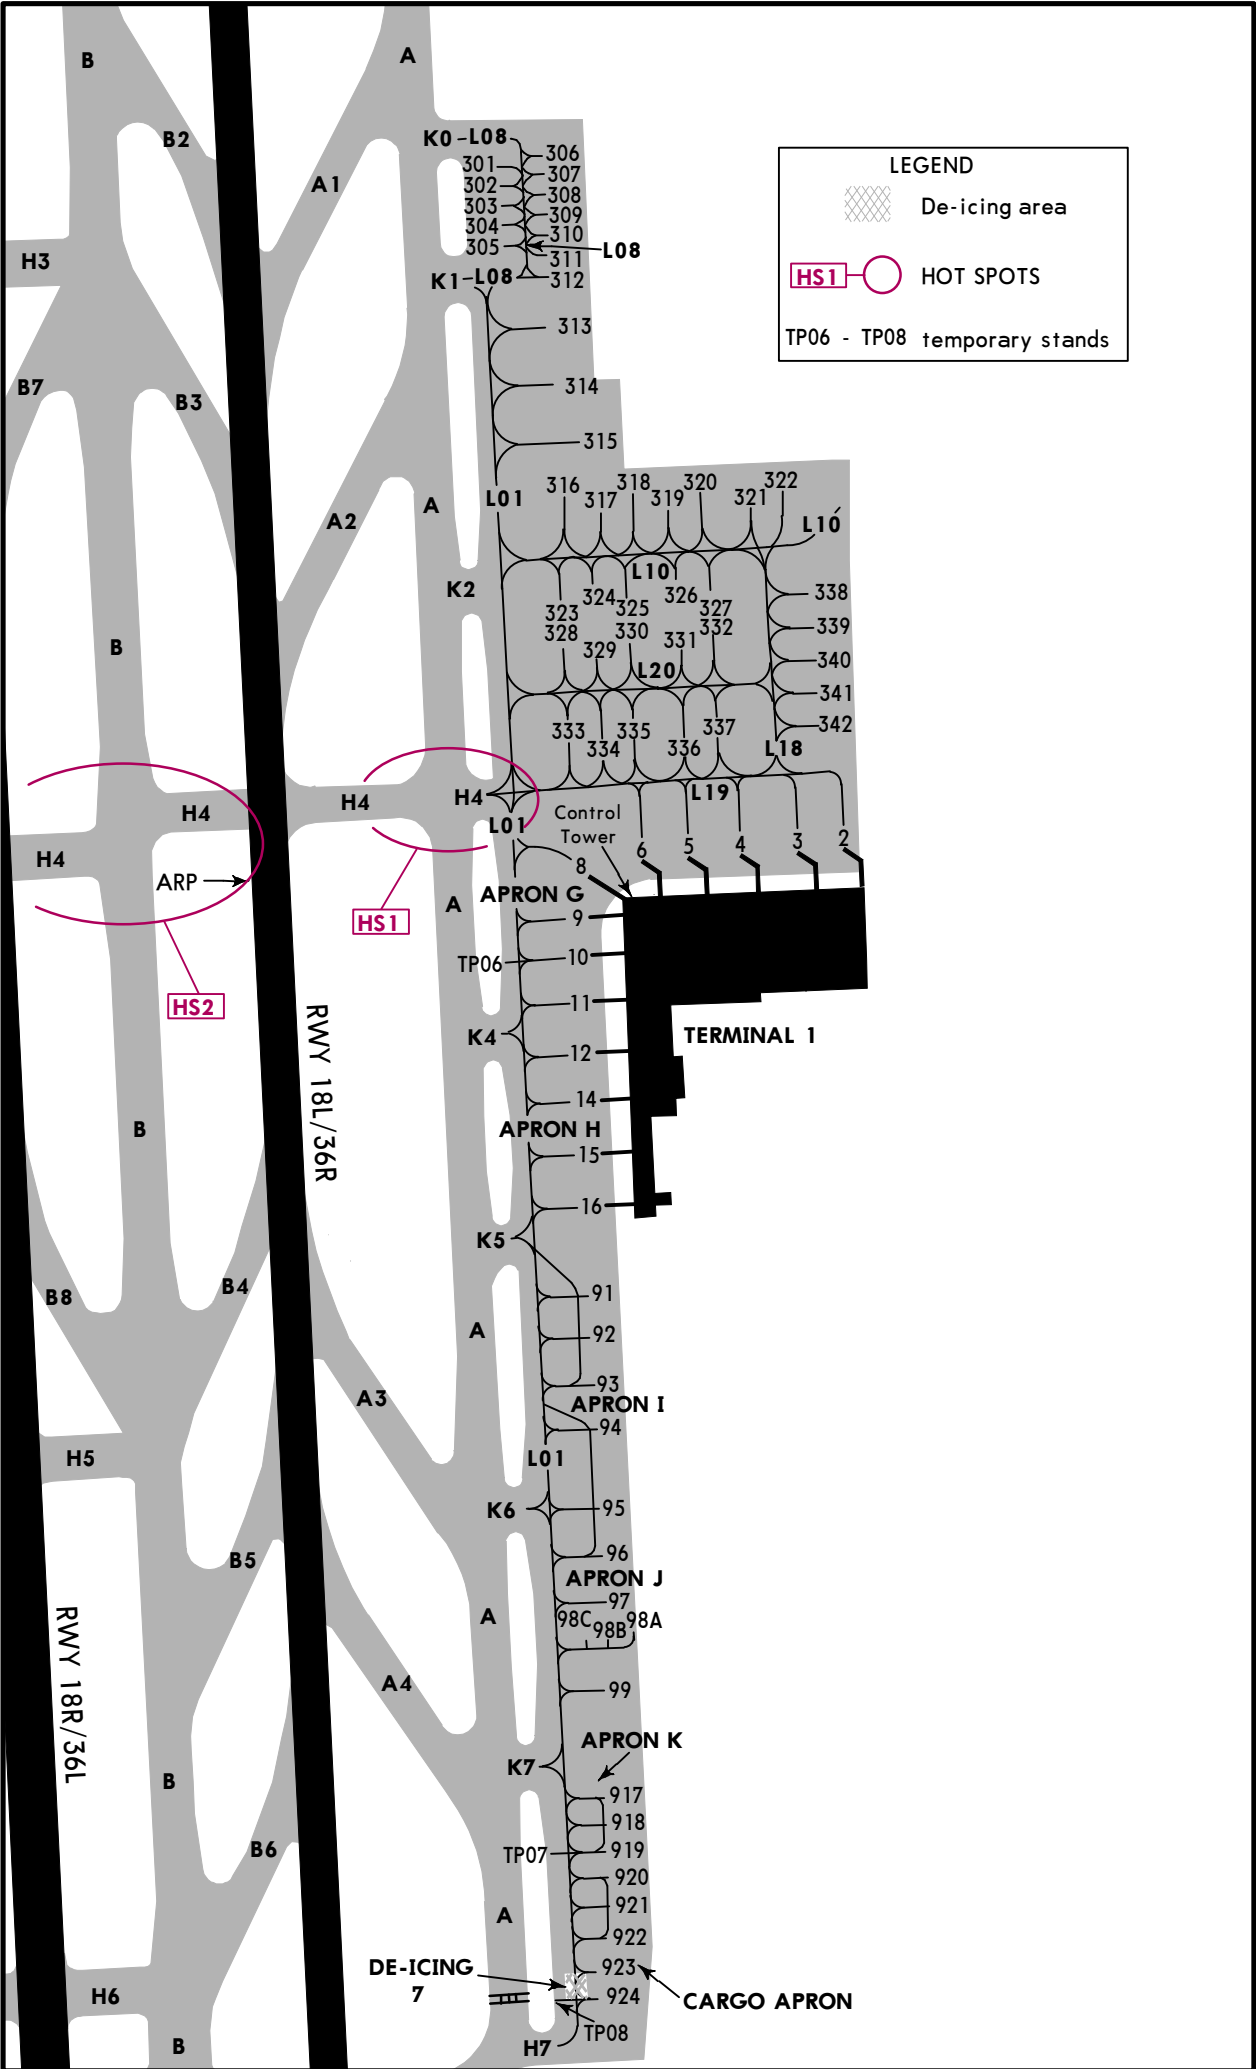 B
A
B2
K0
L08
306
301
307
A1
302
308
303
309
304
310
305
L08
H3
311
K1
L08
312
LEGEND
De-icing area
HS1
HOT SPOTS
TP06 - TP08 temporary stands
313
B7
314
B3
315
316
318
320
322
L01
317
319
321
A
A2
L10
L10
K2
324
326
338
323
325
327
328
330
332
339
B
329
331
340
L20
341
333
335
337
342
334
336
L18
H4
H4
H4
L19
L01
Control
Tower
6
5
4
3
2
H4
8
ARP
APRON G
A
HS1
9
TP06
10
HS2
11
K4
TERMINAL 1
12
RWY 18L/36R
14
B
APRON H
15
16
K5
B4
B8
91
A
92
93
A3
APRON I
94
H5
L01
K6
95
B5
96
APRON J
97
A
98C
98B
98A
RWY 18R/36L
A4
99
APRON K
K7
B
917
918
B6
TP07
919
920
A
921
922
DE-ICING
7
923
H6
924
CARGO APRON
TP08
B
H7